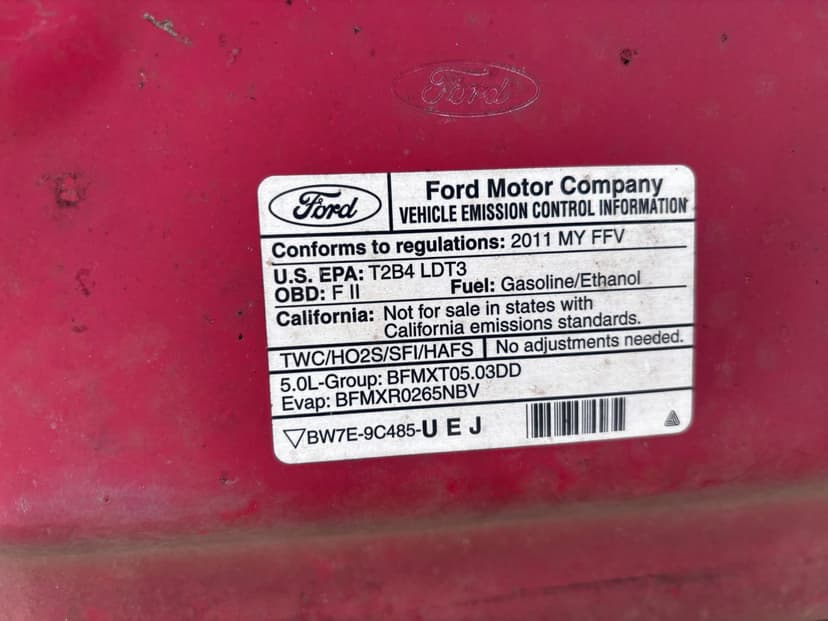 Ford
Ford
Ford Motor Company
VEHICLE EMISSION CONTROL INFORMATION
Conforms to regulations: 2011 MY FFV
U.S. EPA: T2B4 LDT3
OBD: F II Fuel: Gasoline/Ethanol
California: Not for sale in states with
California emissions standards.
TWC/HO2S/SFI/HAFS No adjustments needed.
5.0L-Group: BFMXT05.03DD
Evap: BFMXR0265NBV
BW7E-9C485-U E J